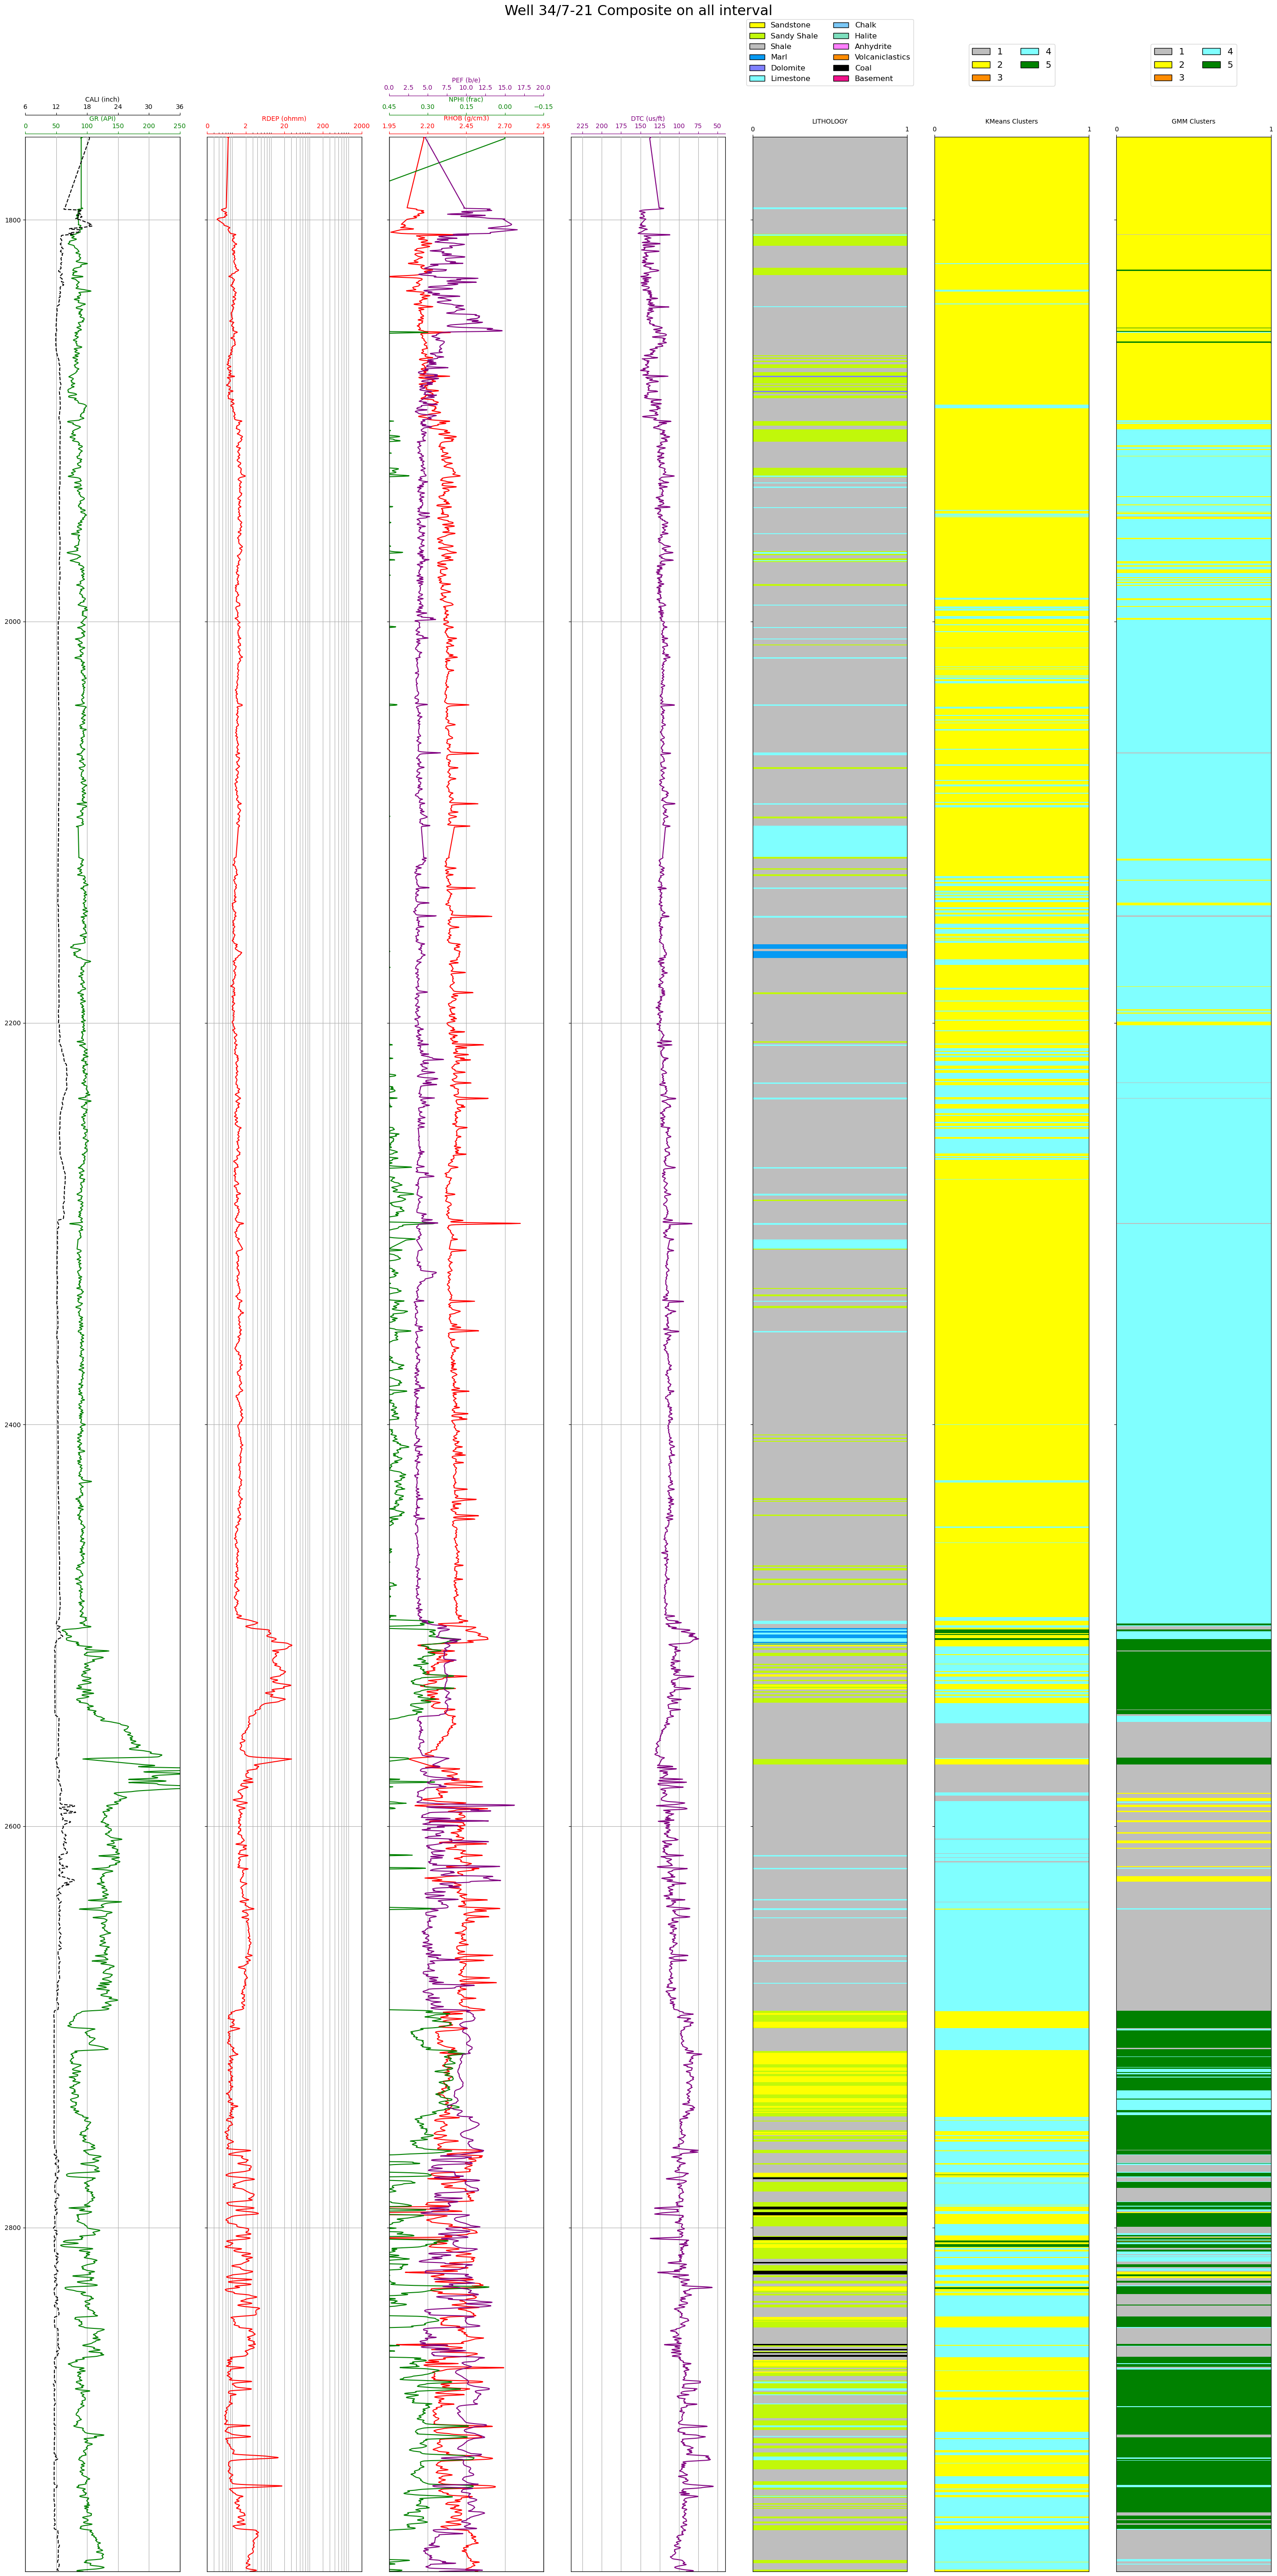 Well 34/7-21 Composite on all interval
Sandstone Chalk
Sandy Shale Halite
Shale Anhydrite
Marl Volcaniclastics
Dolomite Coal
Limestone Basement
1 4
2 5
3
1 4
2 5
3
PEF (b/e)
0.0 2.5 5.0 7.5 10.0 12.5 15.0 17.5 20.0
CALI (inch)
6 12 18 24 30 36
NPHI (frac)
0.45 0.30 0.15 0.00 −0.15
GR (API)
0 50 100 150 200 250
RDEP (ohmm)
0 2 20 200 2000
RHOB (g/cm3)
1.95 2.20 2.45 2.70 2.95
DTC (us/ft)
225 200 175 150 125 100 75 50
LITHOLOGY
0 1
KMeans Clusters
0 1
GMM Clusters
0 1
1800
2000
2200
2400
2600
2800